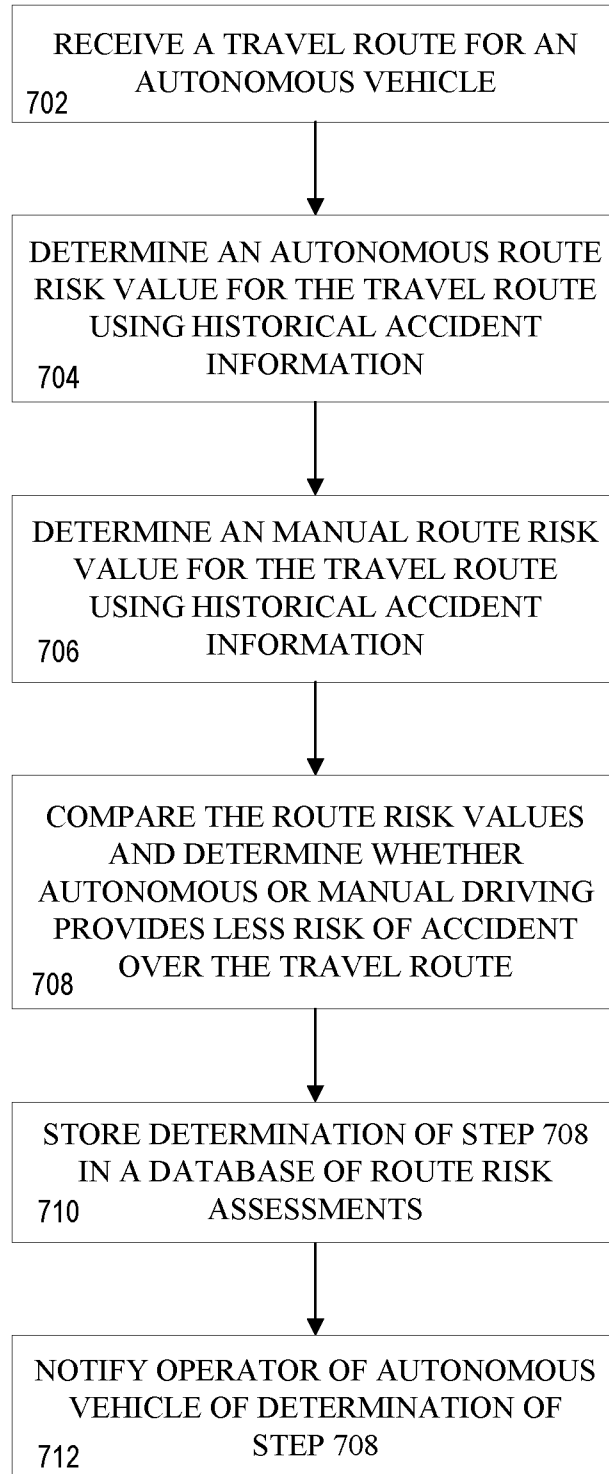 RECEIVE A TRAVEL ROUTE FOR AN
AUTONOMOUS VEHICLE
702
DETERMINE AN AUTONOMOUS ROUTE
RISK VALUE FOR THE TRAVEL ROUTE
USING HISTORICAL ACCIDENT
INFORMATION
704
DETERMINE AN MANUAL ROUTE RISK
VALUE FOR THE TRAVEL ROUTE
USING HISTORICAL ACCIDENT
INFORMATION
706
COMPARE THE ROUTE RISK VALUES
AND DETERMINE WHETHER
AUTONOMOUS OR MANUAL DRIVING
PROVIDES LESS RISK OF ACCIDENT
OVER THE TRAVEL ROUTE
708
STORE DETERMINATION OF STEP 708
IN A DATABASE OF ROUTE RISK
ASSESSMENTS
710
NOTIFY OPERATOR OF AUTONOMOUS
VEHICLE OF DETERMINATION OF
STEP 708
712